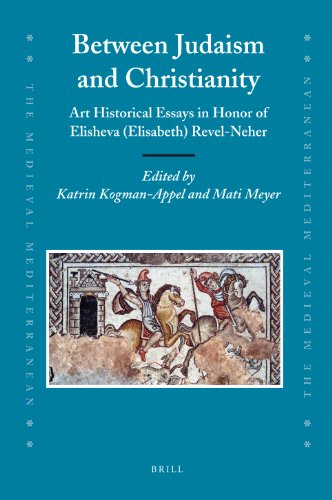 Between Judaism
and Christianity
Art Historical Essays in Honor of
Elisheva (Elisabeth) Revel-Neher
Edited by
Katrin Kogman-Appel and Mati Meyer
BRILL
* * THE MEDIEVAL MEDITERRANEAN * *
* * THE MEDIEVAL MEDITERRANEAN * *